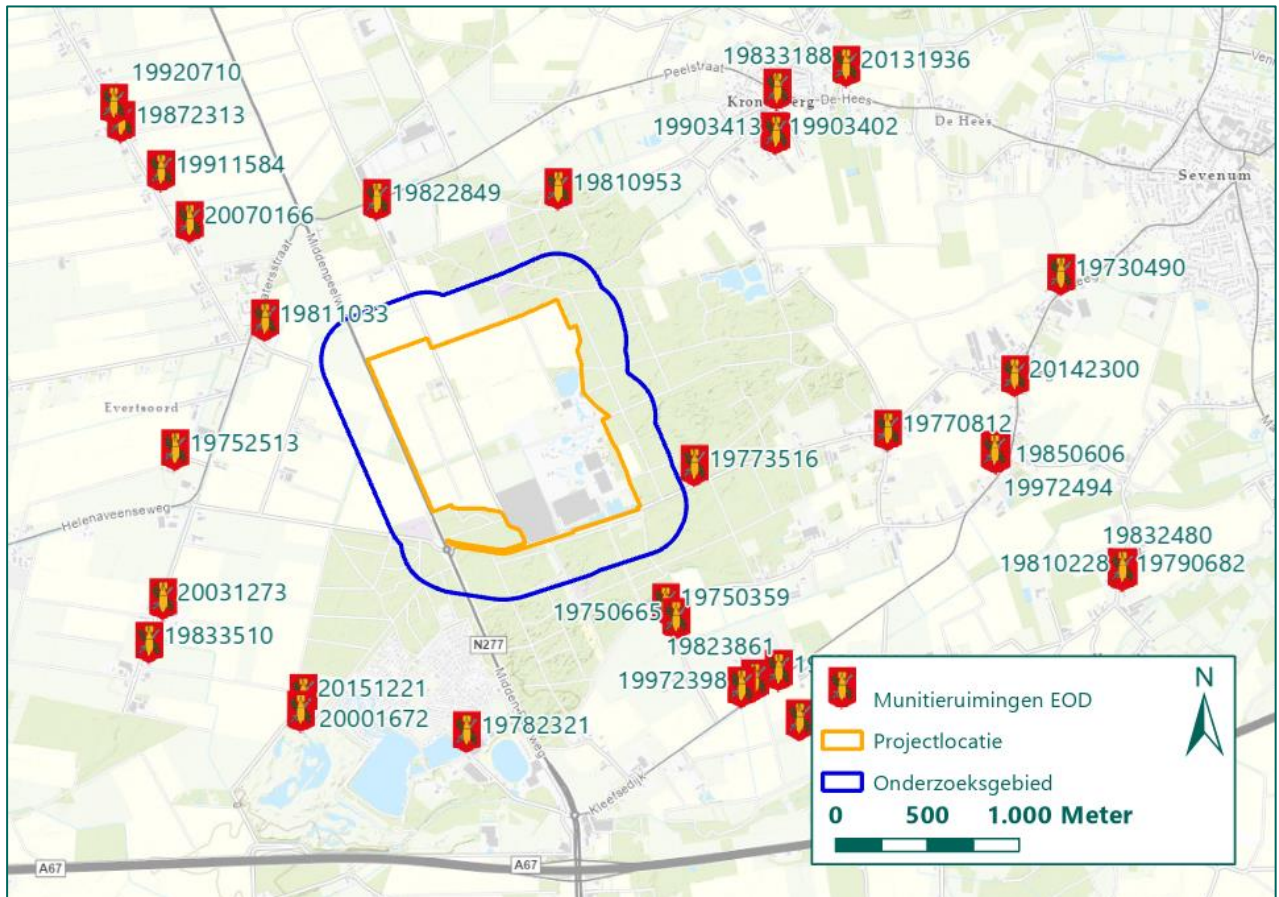 19920710
19872313
19911584
20070166
19822849
19810953
Peelstraat
19833188
20131936
De Hees
19903413
19903402
De Hees
Sevenum
19730490
Middenpeelweg
19811033
Evertsoord
19752513
20142300
19770812
19773516
19850606
19972494
Helenaveenseweg
19832480
19810228
19790682
20031273
19833510
19750359
19750665
19823861
19972398
N277
20151221
20001672
19782321
Kleefsedijk
A67
A67
Munitieruimingen EOD
Projectlocatie
Onderzoeksgebied
N
0 500 1.000 Meter